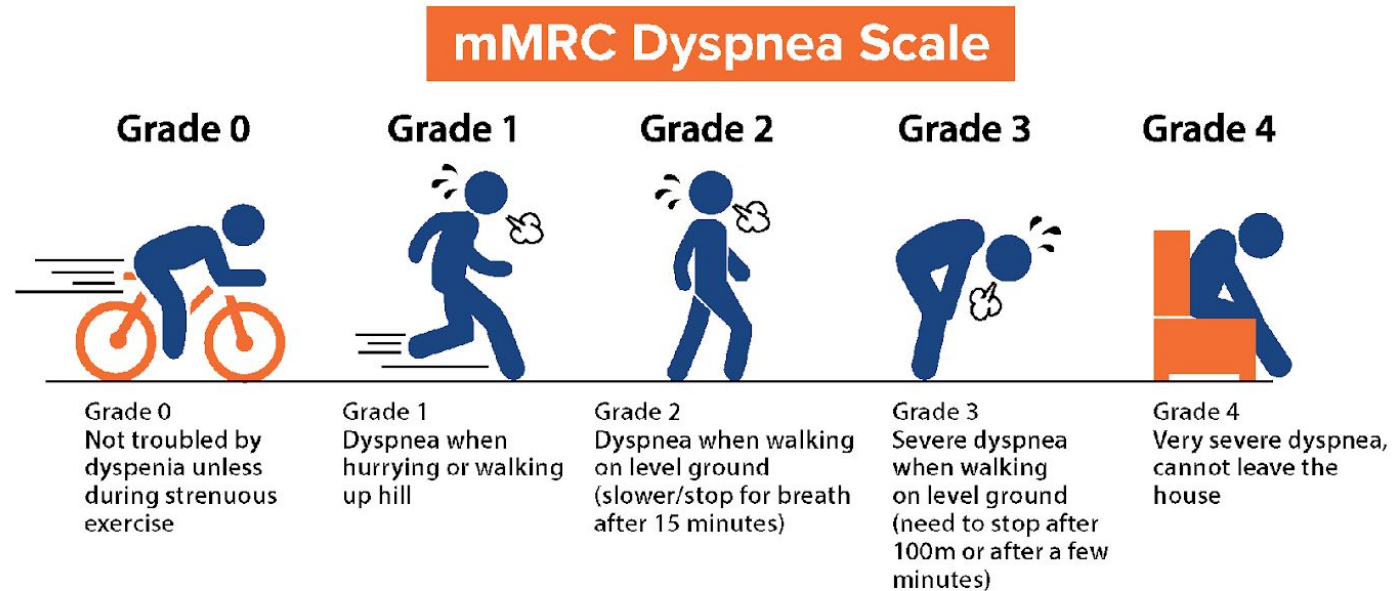 mMRC Dyspnea Scale
Grade 0
Grade 1
Grade 2
Grade 3
Grade 4
Grade 0
Not troubled by
dyspenia unless
during strenuous
exercise
Grade 1
Dyspnea when
hurrying or walking
up hill
Grade 2
Dyspnea when walking
on level ground
(slower/stop for breath
after 15 minutes)
Grade 3
Severe dyspnea
when walking
on level ground
(need to stop after
100m or after a few
minutes)
Grade 4
Very severe dyspnea,
cannot leave the
house